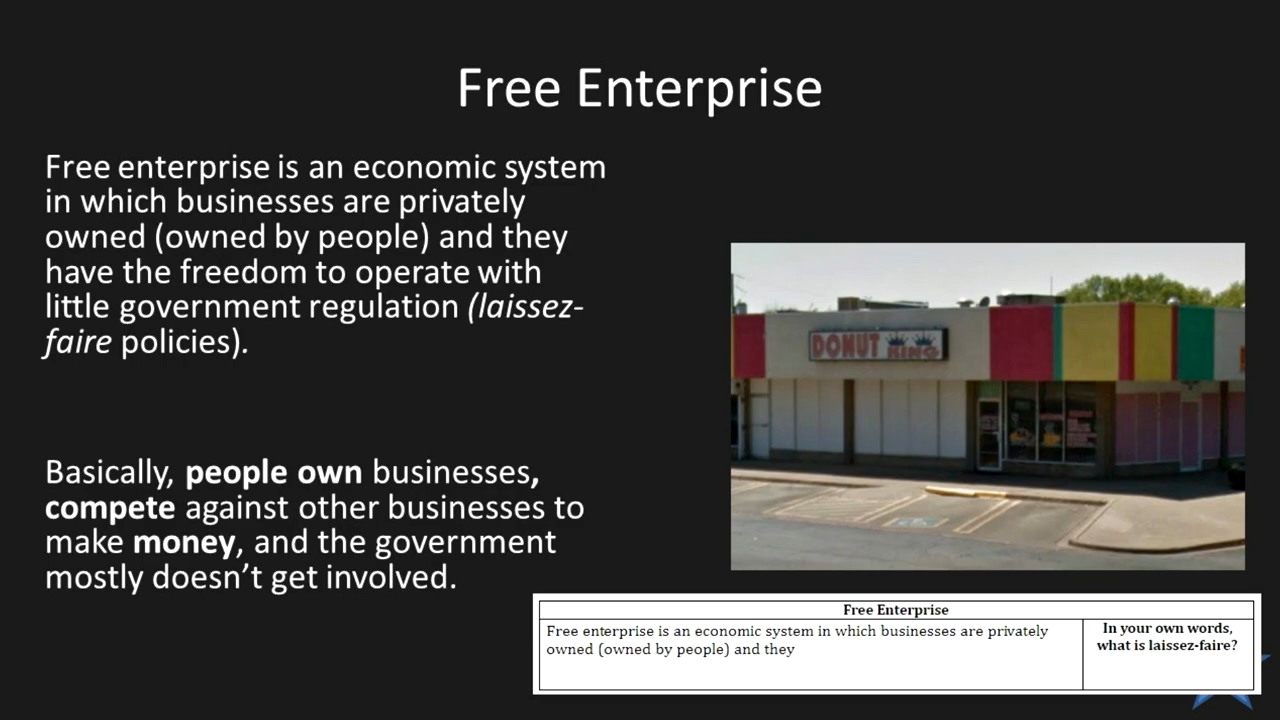 Free Enterprise
Free enterprise is an economic system
in which businesses are privately
owned (owned by people) and they
have the freedom to operate with
little government regulation (laissez-
faire policies).
Basically, people own businesses,
compete against other businesses to
make money, and the government
mostly doesn’t get involved.
DONUT KING
Free Enterprise
Free enterprise is an economic system in which businesses are privately
owned (owned by people) and they
In your own words,
what is laissez-faire?